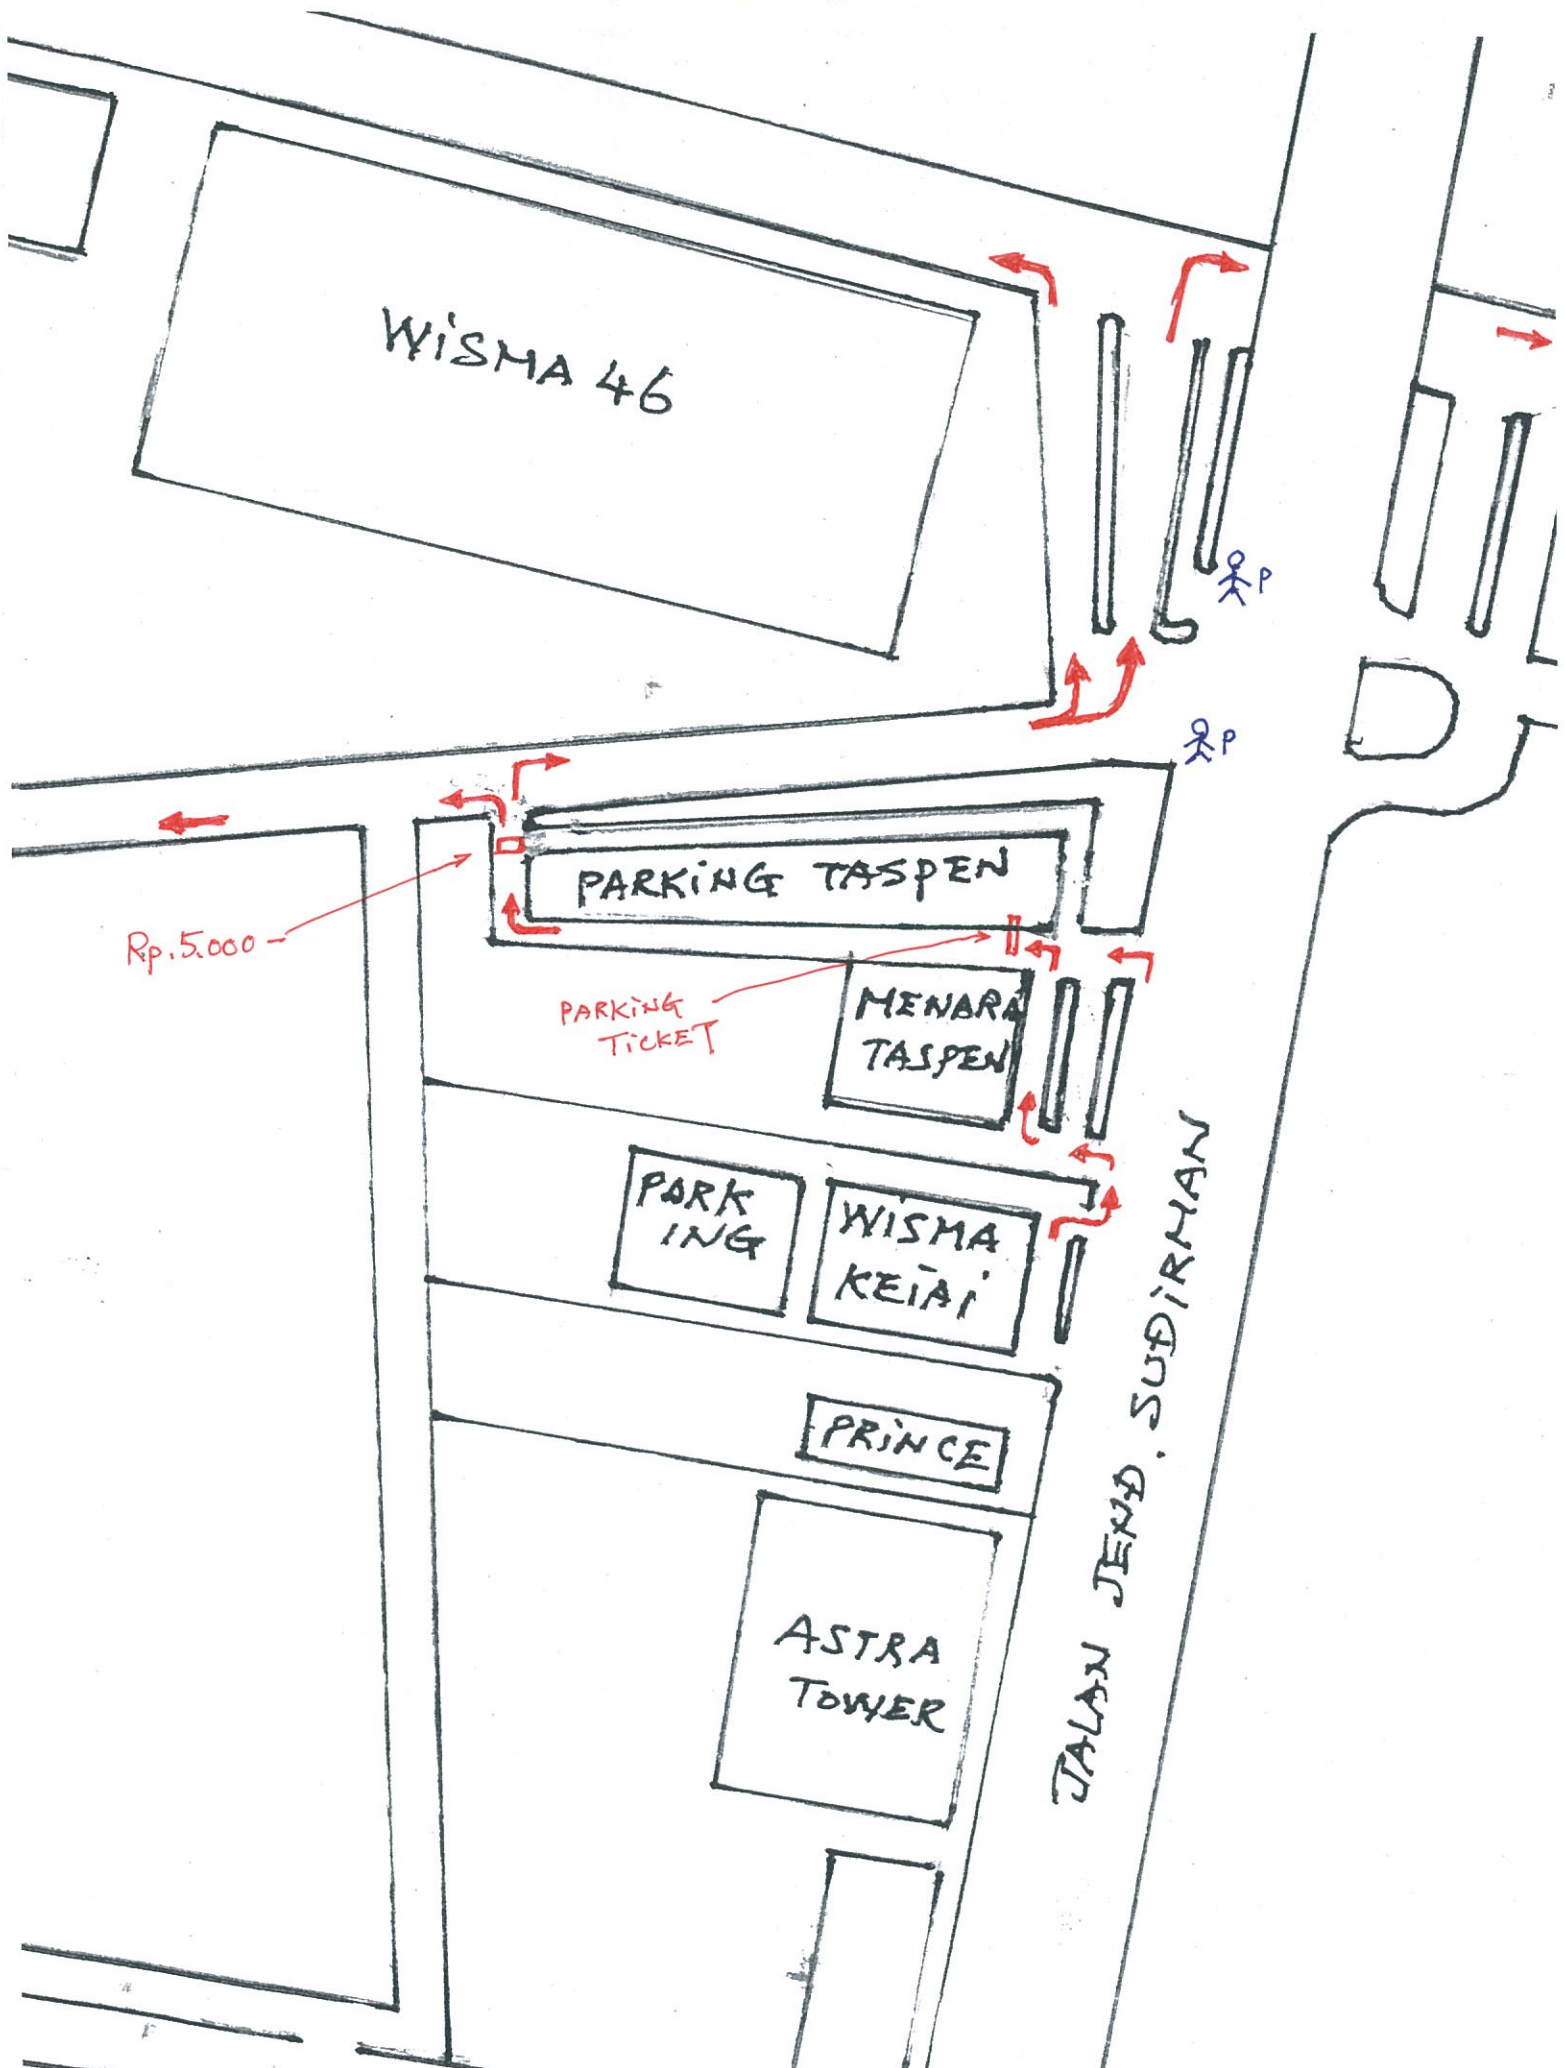 WiSMA 46
P
P
PARKiNG TASPEN
Rp. 5.000 -
PARKiNG
TiCKET
MENARA
TASPEN
PARK
ING
WiSMA
KEiAi
PRiNCE
ASTRA
TOWER
JALAN JEND. SUDiRMAN